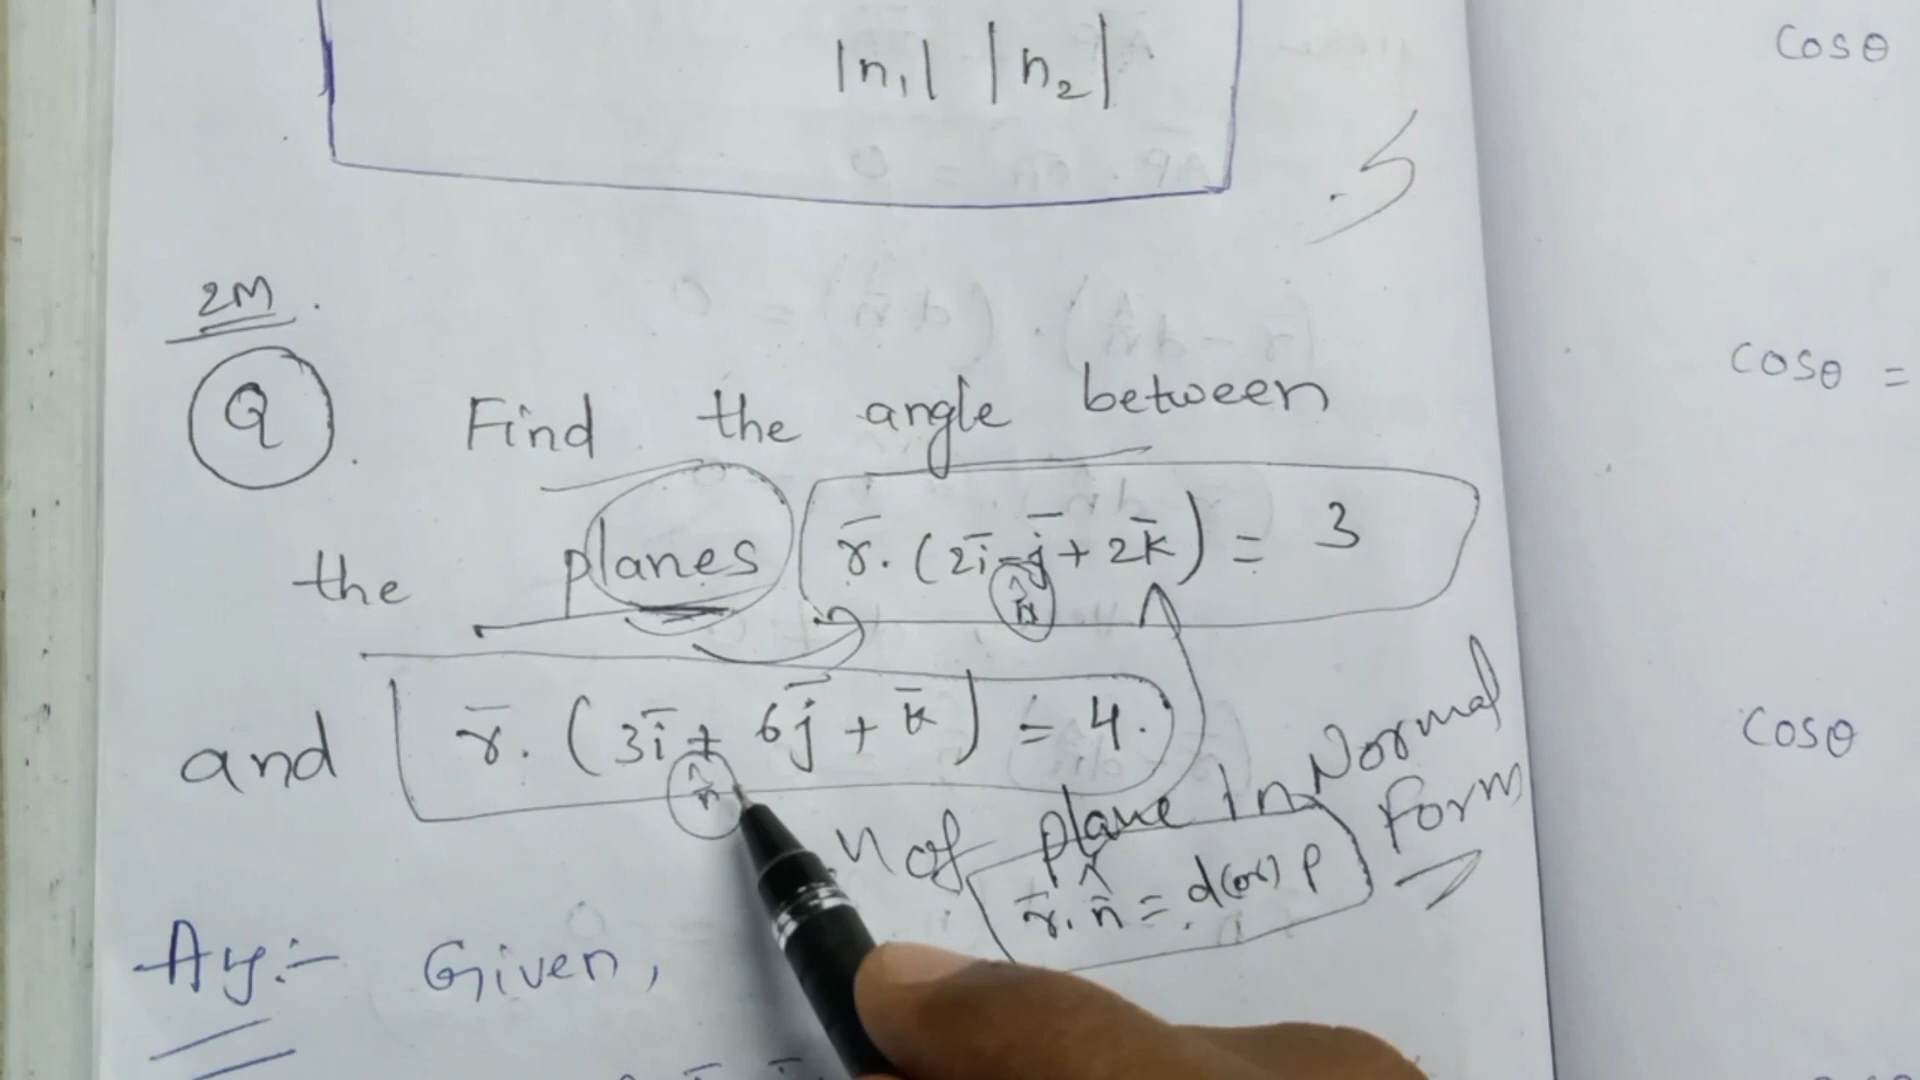 |n₁| |n₂|
2M.
Q. Find the angle between
the planes r̄.(2ī-j̄+2k̄) = 3
n̂
and r̄.(3ī+6j̄+k̄) = 4.
n̂
n of plane in Normal
Form
r̄.n̂ = d(or) p
Given,
Cosθ
Cosθ =
Cosθ